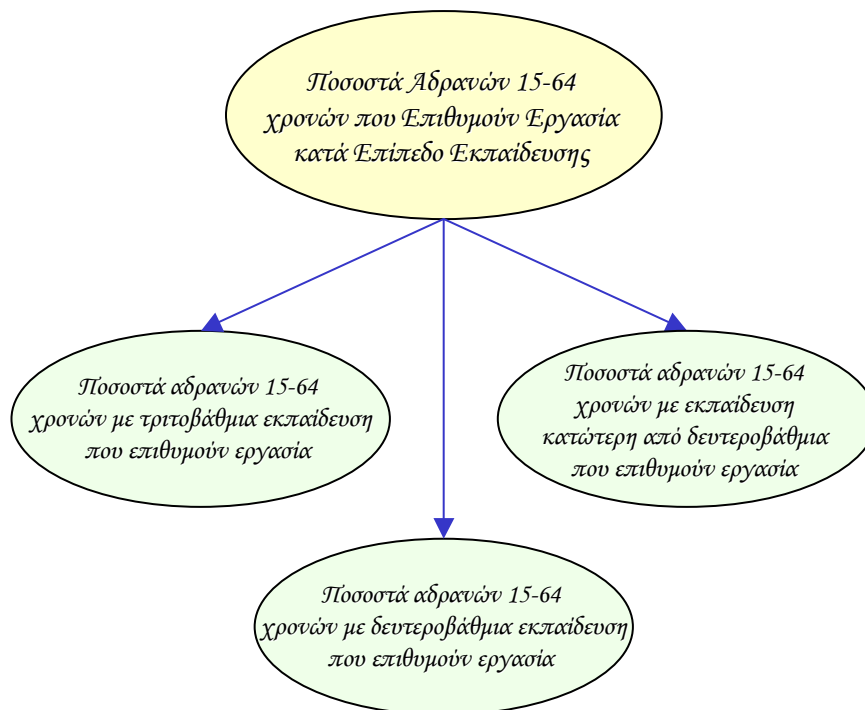 Ποσοστά Αδρανών 15-64
χρονών που Επιθυμούν Εργασία
κατά Επίπεδο Εκπαίδευσης
Ποσοστά αδρανών 15-64
χρονών με τριτοβάθμια εκπαίδευση
που επιθυμούν εργασία
Ποσοστά αδρανών 15-64
χρονών με εκπαίδευση
κατώτερη από δευτεροβάθμια
που επιθυμούν εργασία
Ποσοστά αδρανών 15-64
χρονών με δευτεροβάθμια εκπαίδευση
που επιθυμούν εργασία